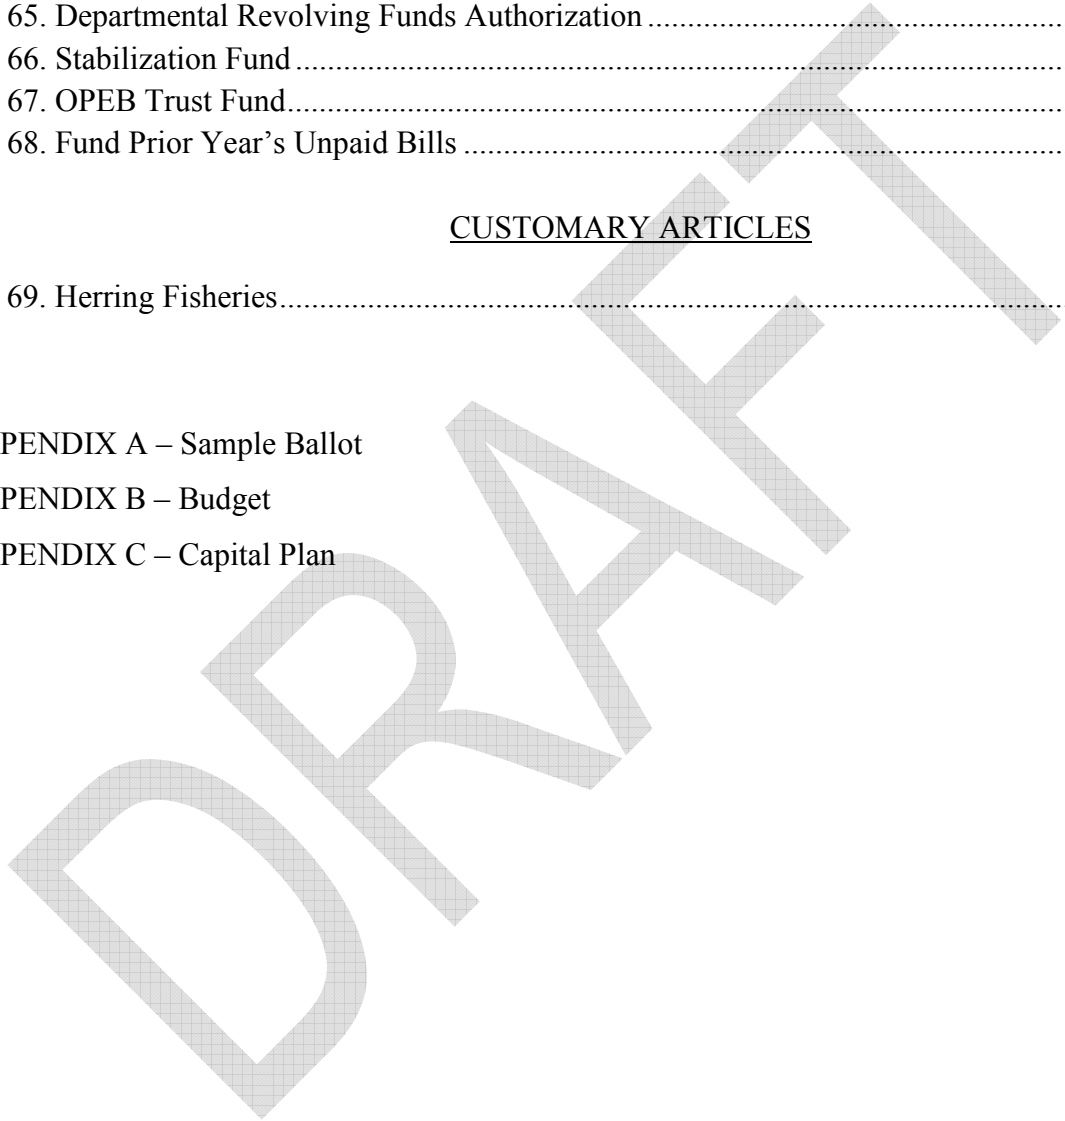 65. Departmental Revolving Funds Authorization ....................................................
66. Stabilization Fund ................................................................................................
67. OPEB Trust Fund.................................................................................................
68. Fund Prior Year’s Unpaid Bills ...........................................................................
CUSTOMARY ARTICLES
69. Herring Fisheries..................................................................................................
PENDIX A – Sample Ballot
PENDIX B – Budget
PENDIX C – Capital Plan
DRAFT